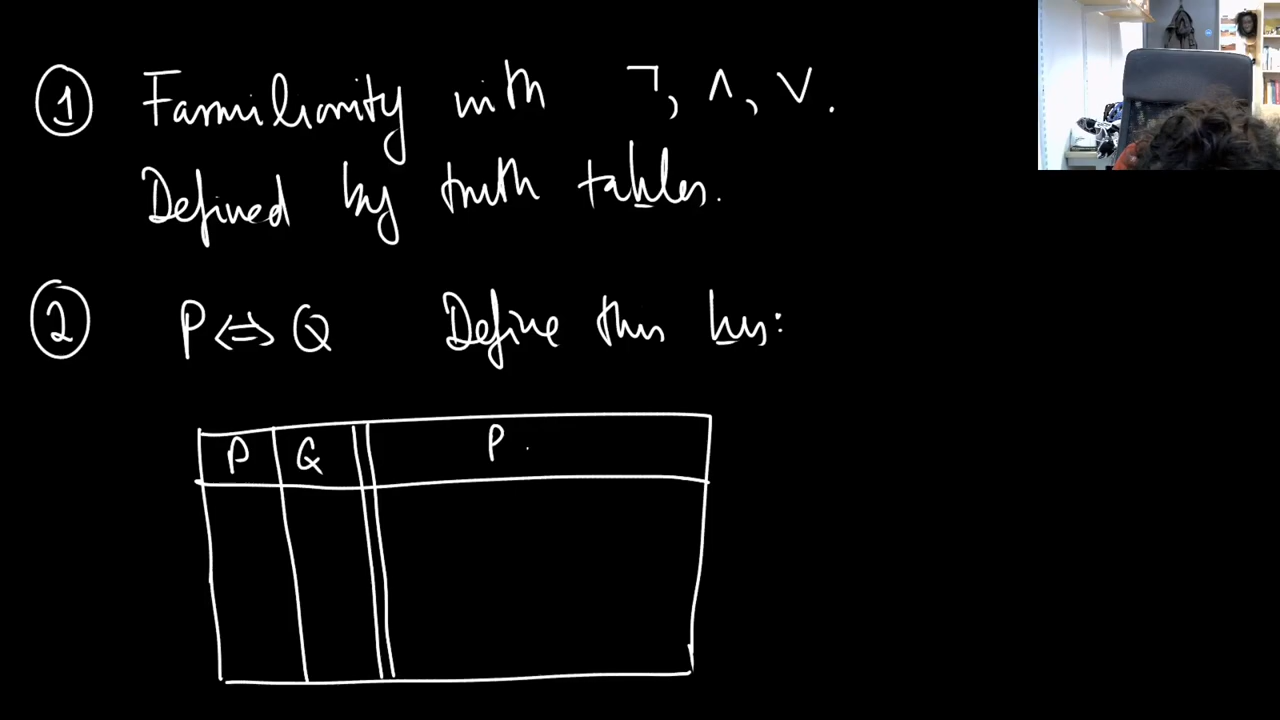 ① Familiarity with ¬, ∧, ∨.
Defined by truth tables.
② P ⇔ Q Define this by:
P Q P